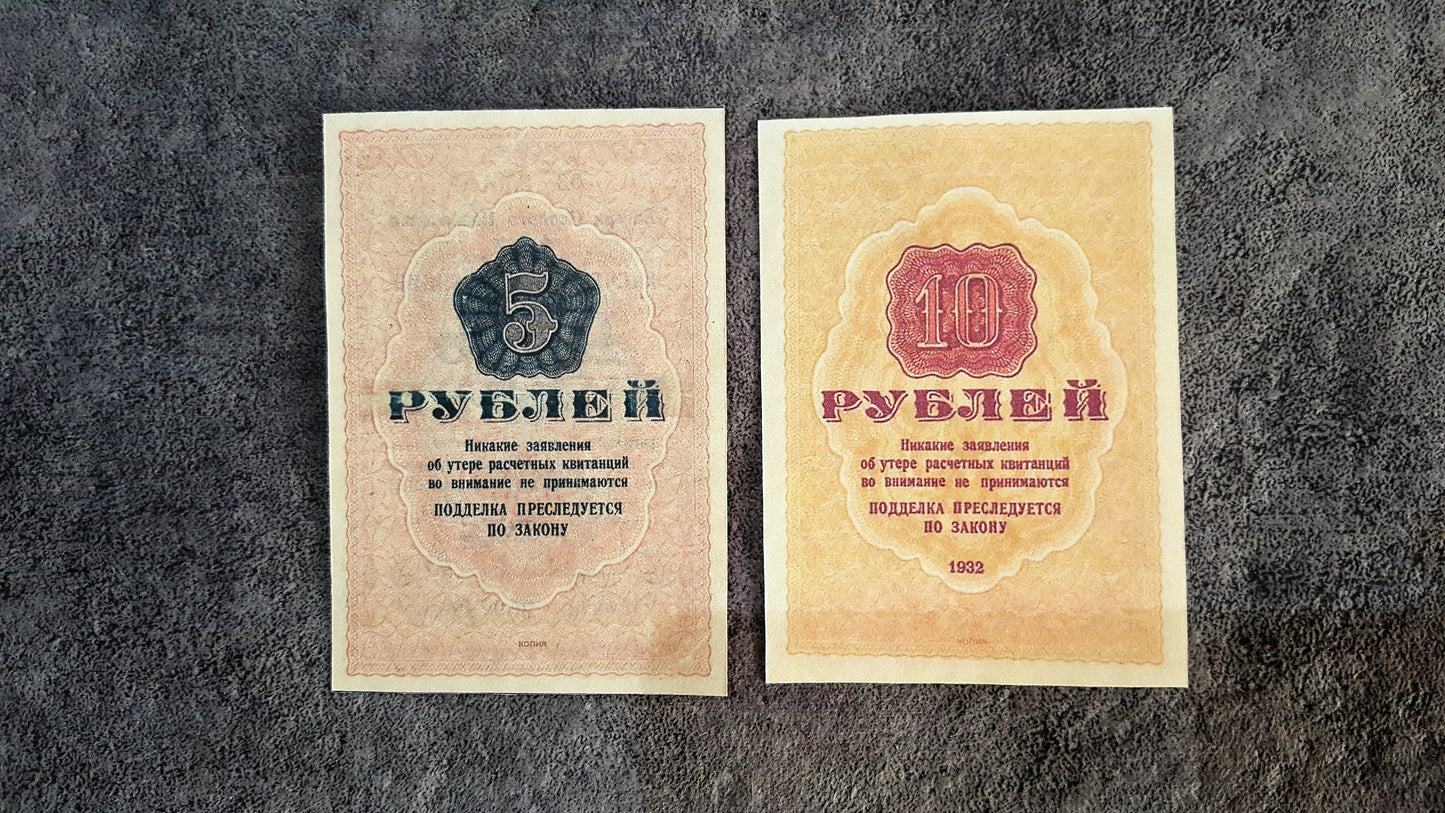 5
РУБЛЕЙ
Никакие заявления
об утере расчетных квитанций
во внимание не принимаются
ПОДДЕЛКА ПРЕСЛЕДУЕТСЯ
ПО ЗАКОНУ
КОПИЯ
10
РУБЛЕЙ
Никакие заявления
об утере расчетных квитанций
во внимание не принимаются
ПОДДЕЛКА ПРЕСЛЕДУЕТСЯ
ПО ЗАКОНУ
1932
КОПИЯ